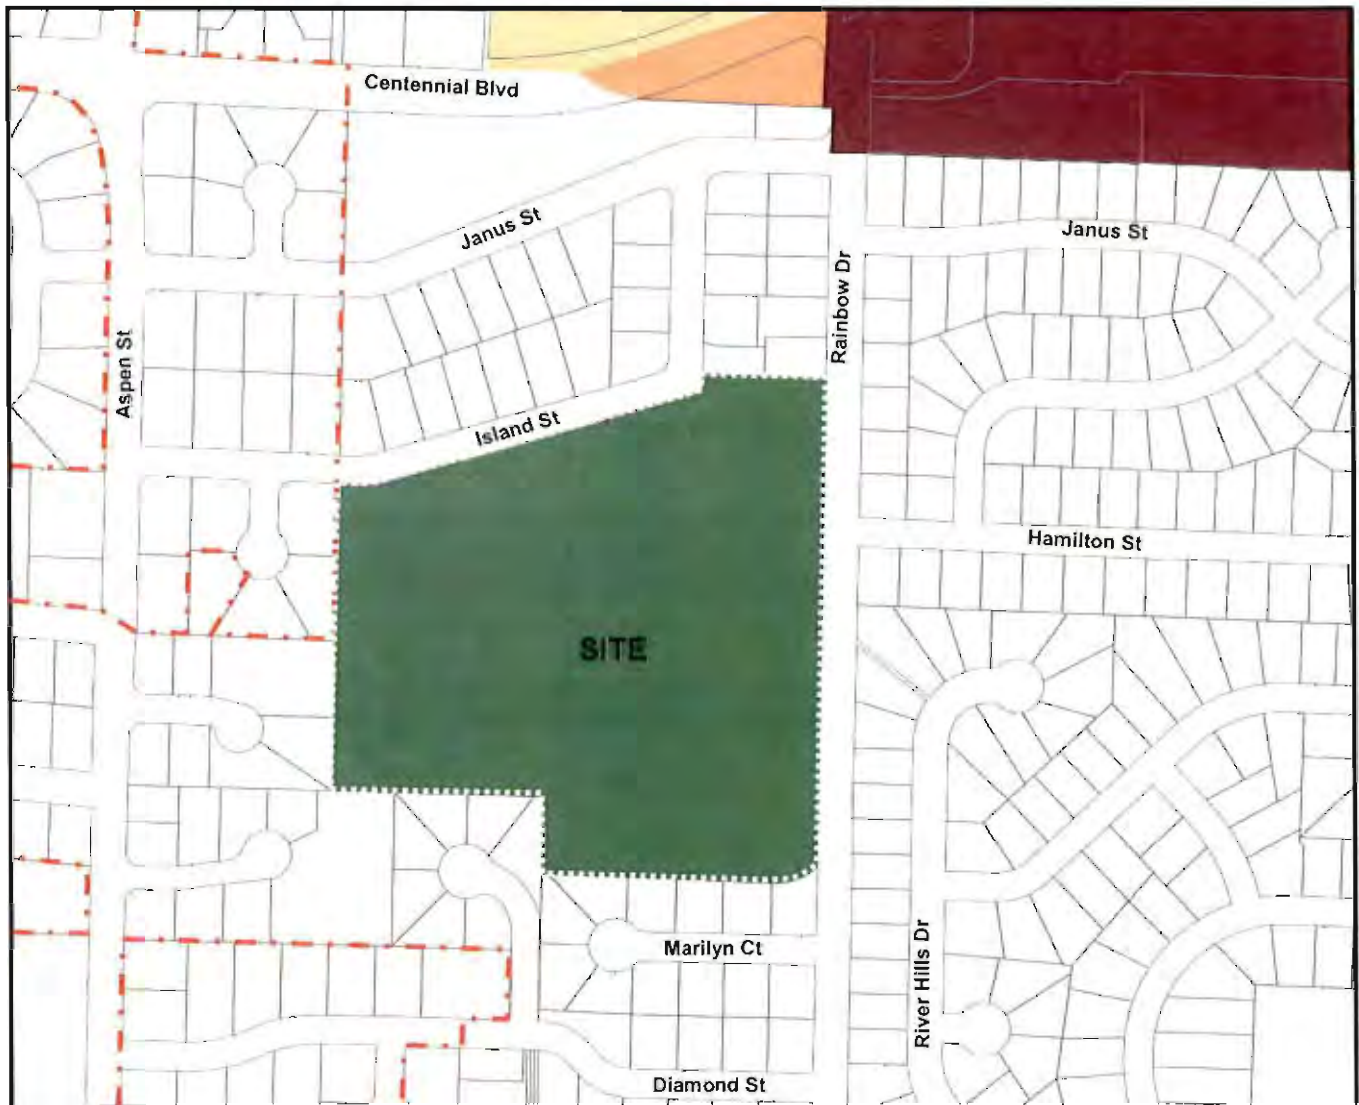 Centennial Blvd
Janus St
Janus St
Rainbow Dr
Aspen St
Island St
Hamilton St
SITE
Marilyn Ct
River Hills Dr
Diamond St